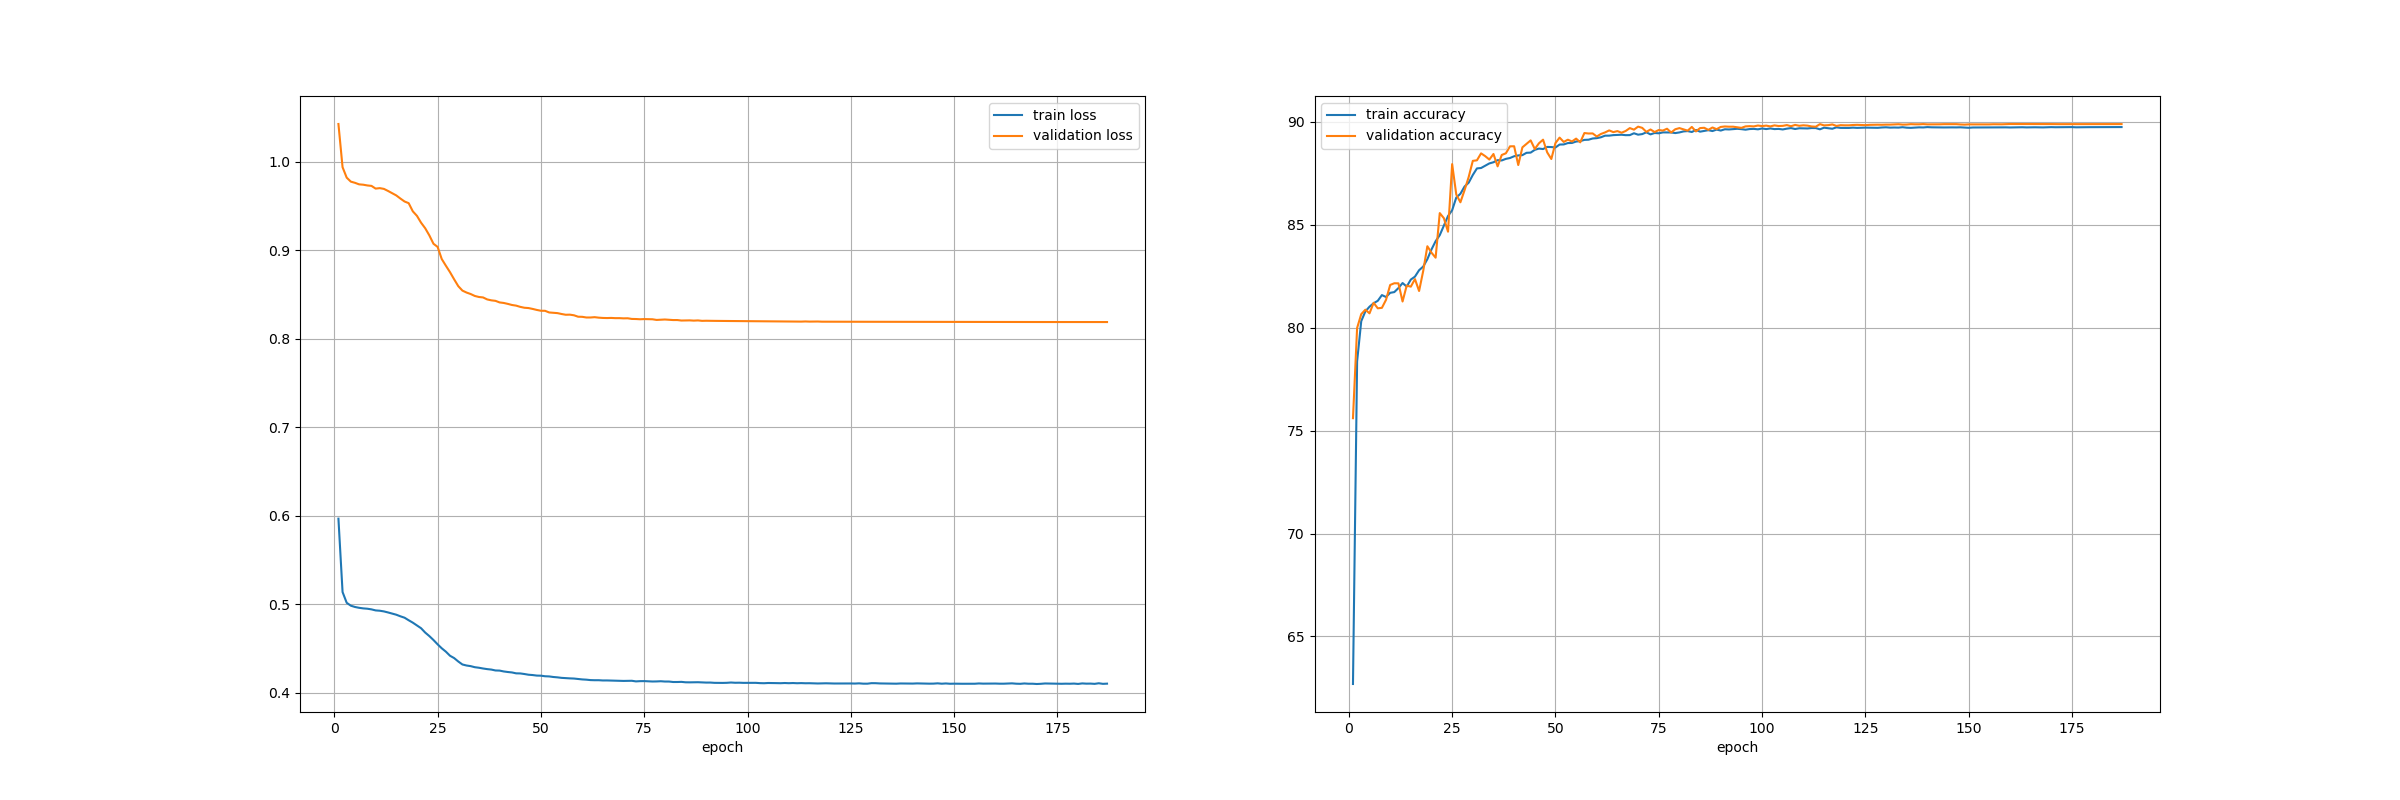 train loss
validation loss
1.0
0.9
0.8
0.7
0.6
0.5
0.4
0 25 50 75 100 125 150 175
epoch
train accuracy
validation accuracy
90
85
80
75
70
65
0 25 50 75 100 125 150 175
epoch